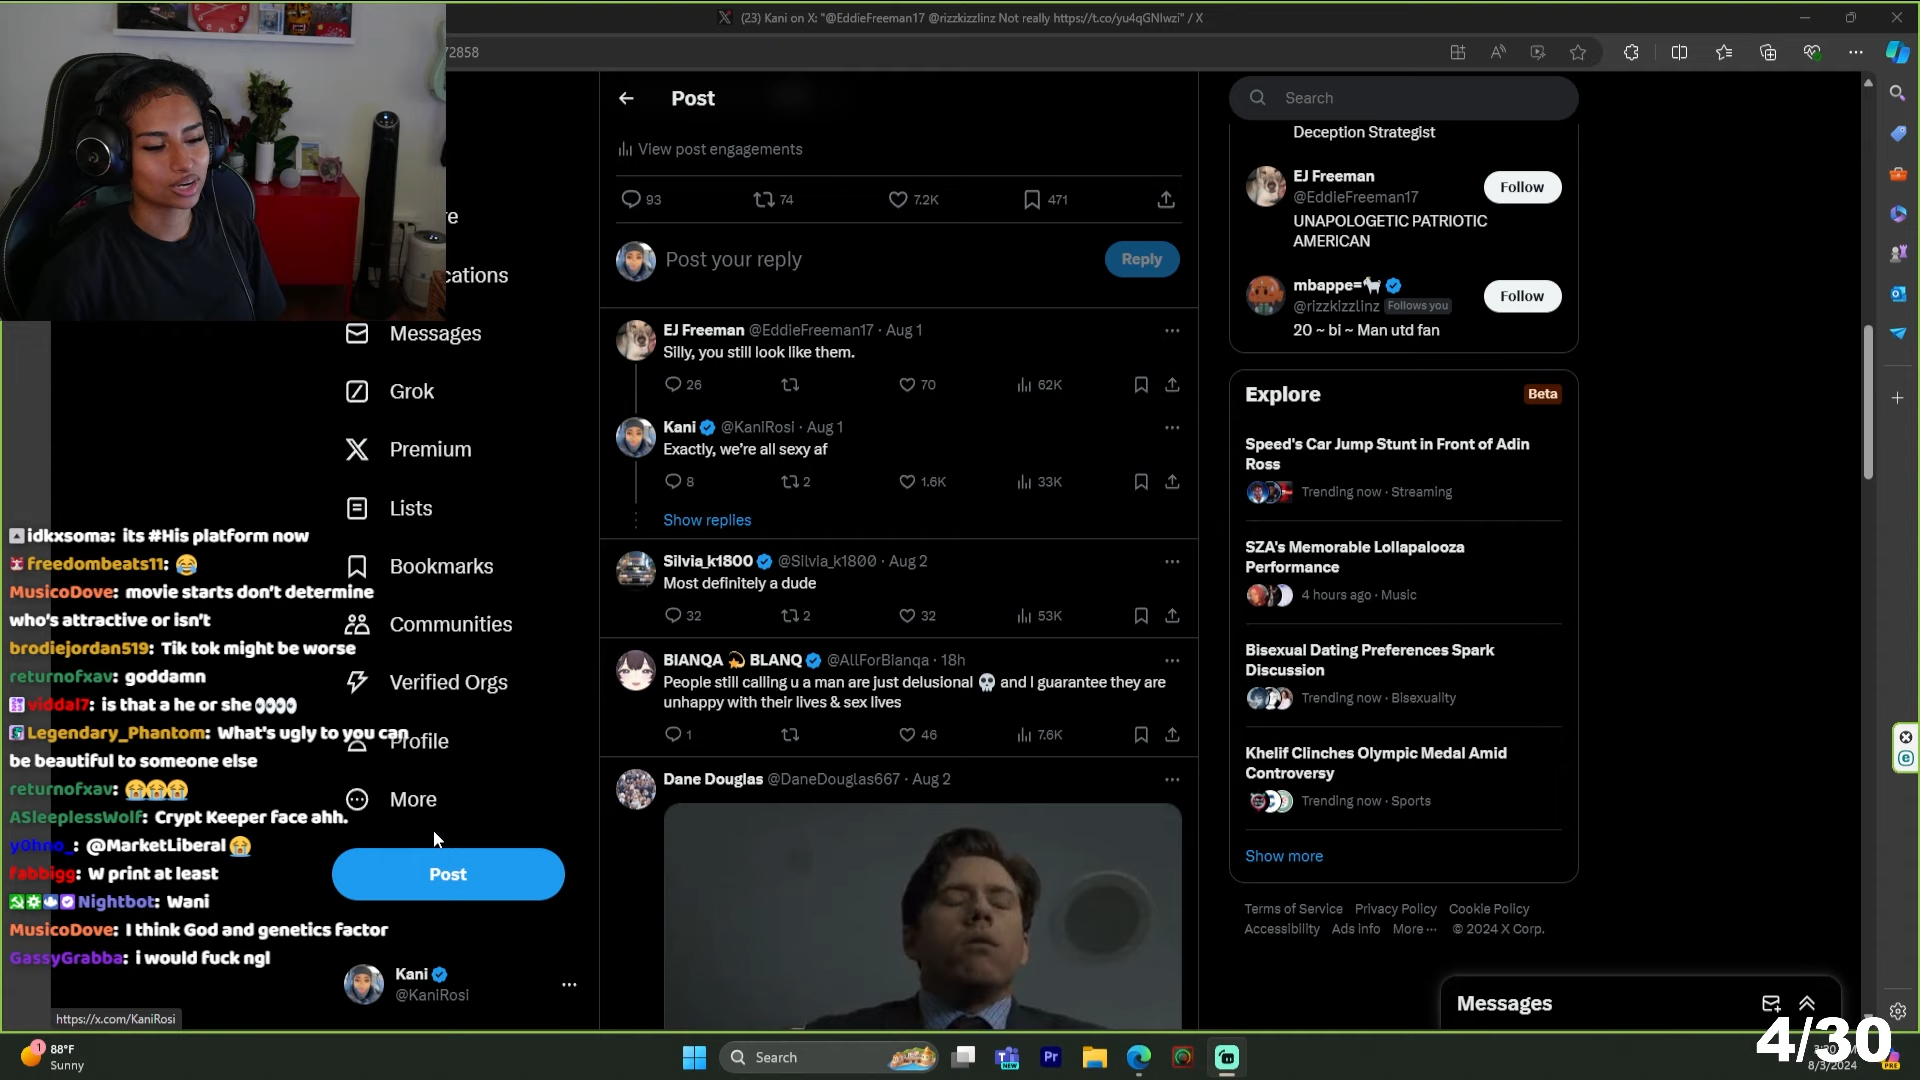 (23) Kani on X: "@EddieFreeman17 @rizzkizzlinz Not really https://t.co/yu4qGNlwzi" / X
72858
Post
View post engagements
93 74 7.2K 471
Post your reply
Reply
EJ Freeman @EddieFreeman17 · Aug 1
Silly, you still look like them.
26 70 62K
Kani @KaniRosi · Aug 1
Exactly, we're all sexy af
8 2 1.6K 33K
Show replies
Silvia_k1800 @Silvia_k1800 · Aug 2
Most definitely a dude
32 2 32 53K
BIANQA 💫 BLANQ @AllForBianqa · 18h
People still calling u a man are just delusional 💀 and I guarantee they are
unhappy with their lives & sex lives
1 46 7.6K
Dane Douglas @DaneDouglas667 · Aug 2
Search
Deception Strategist
EJ Freeman
@EddieFreeman17
Follow
UNAPOLOGETIC PATRIOTIC
AMERICAN
mbappe=🐐
@rizzkizzlinz Follows you
Follow
20 ~ bi ~ Man utd fan
Explore
Beta
Speed's Car Jump Stunt in Front of Adin
Ross
Trending now · Streaming
SZA's Memorable Lollapalooza
Performance
4 hours ago · Music
Bisexual Dating Preferences Spark
Discussion
Trending now · Bisexuality
Khelif Clinches Olympic Medal Amid
Controversy
Trending now · Sports
Show more
Terms of Service Privacy Policy Cookie Policy
Accessibility Ads info More ··· © 2024 X Corp.
Messages
re
cations
Messages
Grok
Premium
Lists
Bookmarks
Communities
Verified Orgs
Profile
More
Post
Kani
@KaniRosi
https://x.com/KaniRosi
idkxsoma: its #His platform now
freedombeats11: 😂
MusicoDove: movie starts don't determine
who's attractive or isn't
brodiejordan519: Tik tok might be worse
returnofxav: goddamn
viddal7: is that a he or she 👀👀
Legendary_Phantom: What's ugly to you can
be beautiful to someone else
returnofxav: 😭😭😭
ASleeplessWolf: Crypt Keeper face ahh.
y0hno_: @MarketLiberal 😭
fabbigg: W print at least
Nightbot: Wani
MusicoDove: I think God and genetics factor
GassyGrabba: i would fuck ngl
1
88°F
Sunny
Search
NEW
Pr
4/30
8/3/2024
PRE